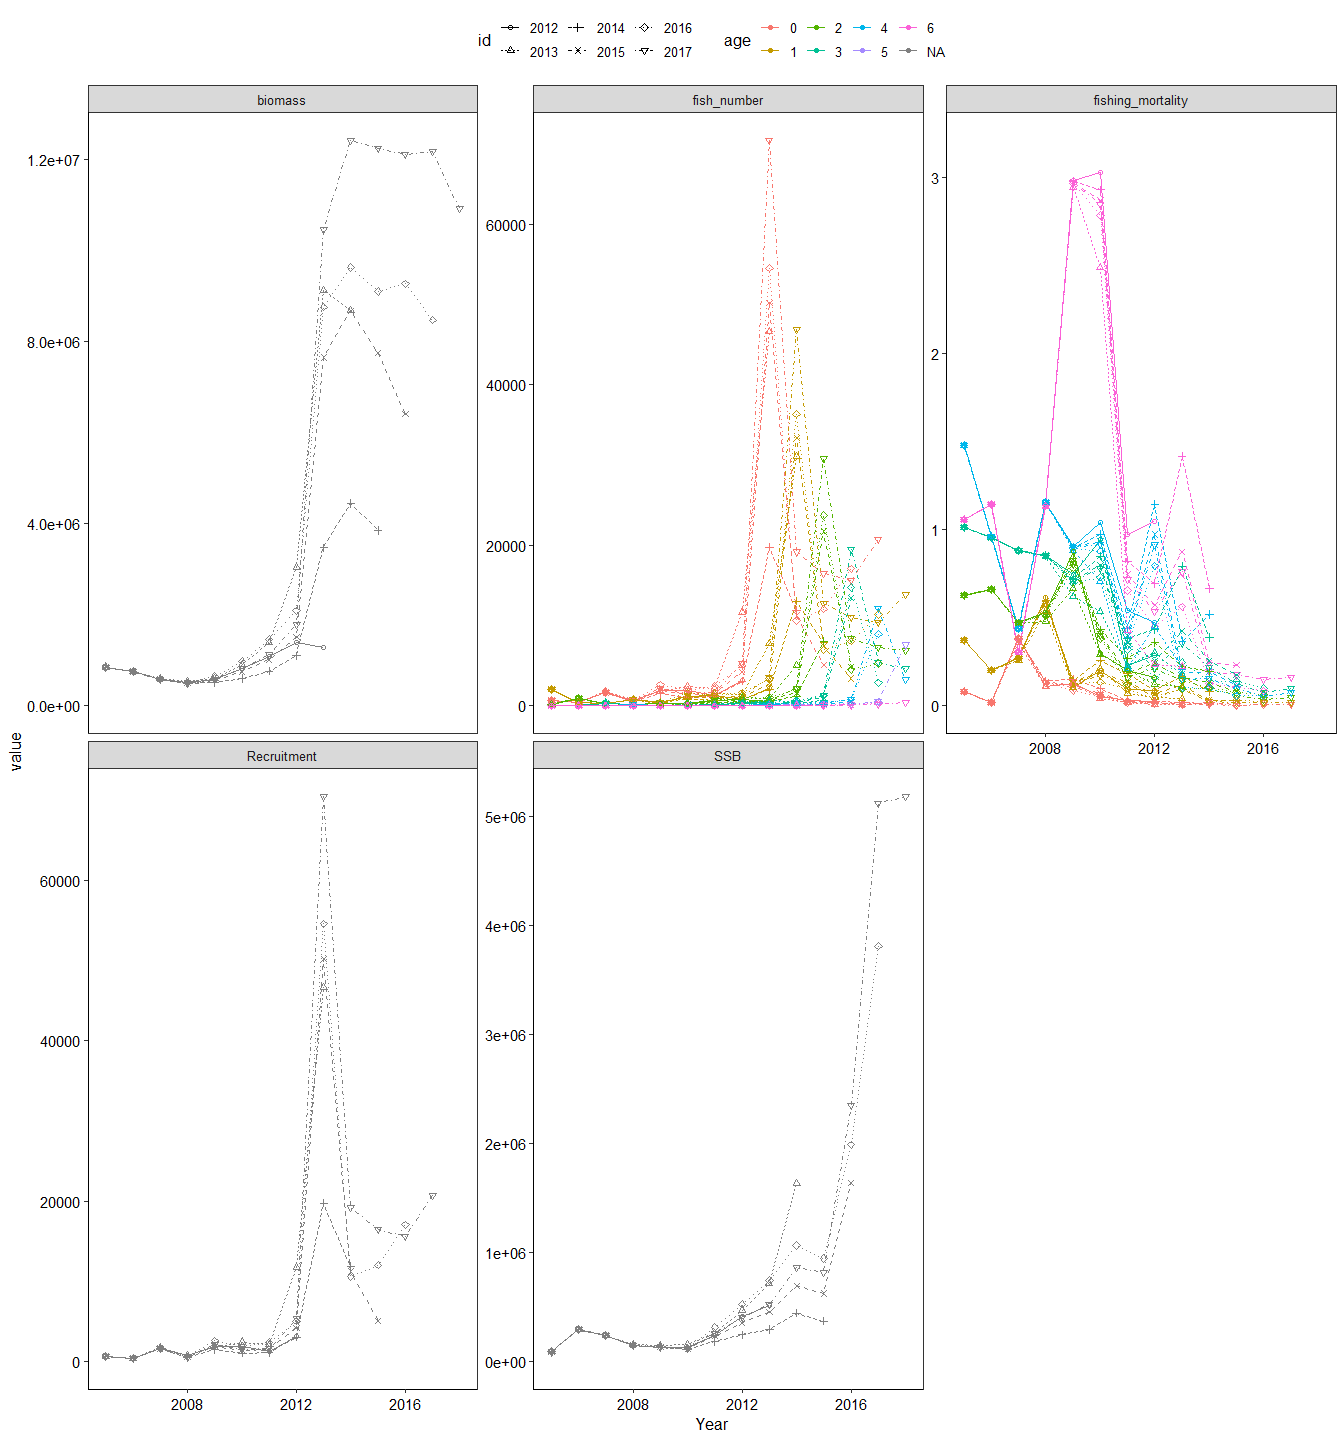 id 2012 2014 2016 age 0 2 4 6
2013 2015 2017 1 3 5 NA
biomass fish_number fishing_mortality
1.2e+07
8.0e+06
4.0e+06
0.0e+00
60000
40000
20000
0
3
2
1
0
2008 2012 2016
value
Recruitment SSB
60000
40000
20000
0
5e+06
4e+06
3e+06
2e+06
1e+06
0e+00
2008 2012 2016 2008 2012 2016
Year